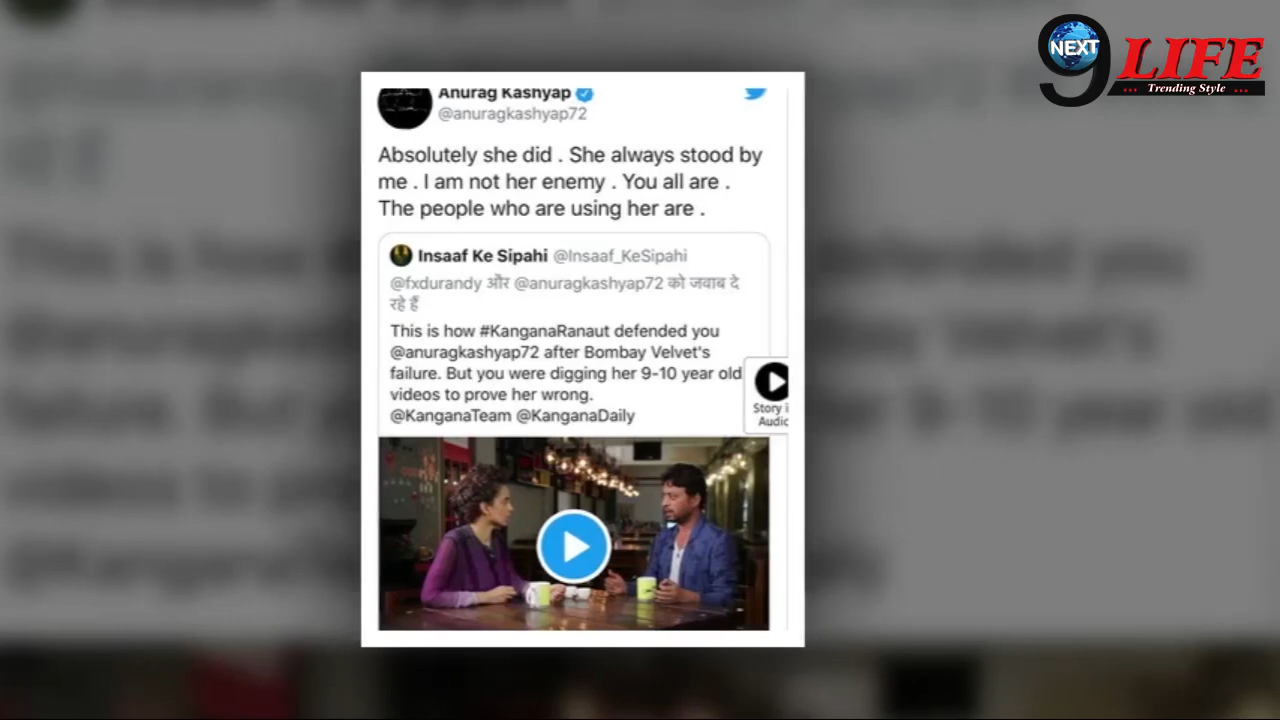 NEXT
9 LIFE
... Trending Style ...
Anurag Kashyap
@anuragkashyap72
Absolutely she did . She always stood by
me . I am not her enemy . You all are .
The people who are using her are .
Insaaf Ke Sipahi @Insaaf_KeSipahi
@fxdurandy और @anuragkashyap72 को जवाब दे
रहे हैं
This is how #KanganaRanaut defended you
@anuragkashyap72 after Bombay Velvet's
failure. But you were digging her 9-10 year old
videos to prove her wrong.
@KanganaTeam @KanganaDaily
Story i
Audio